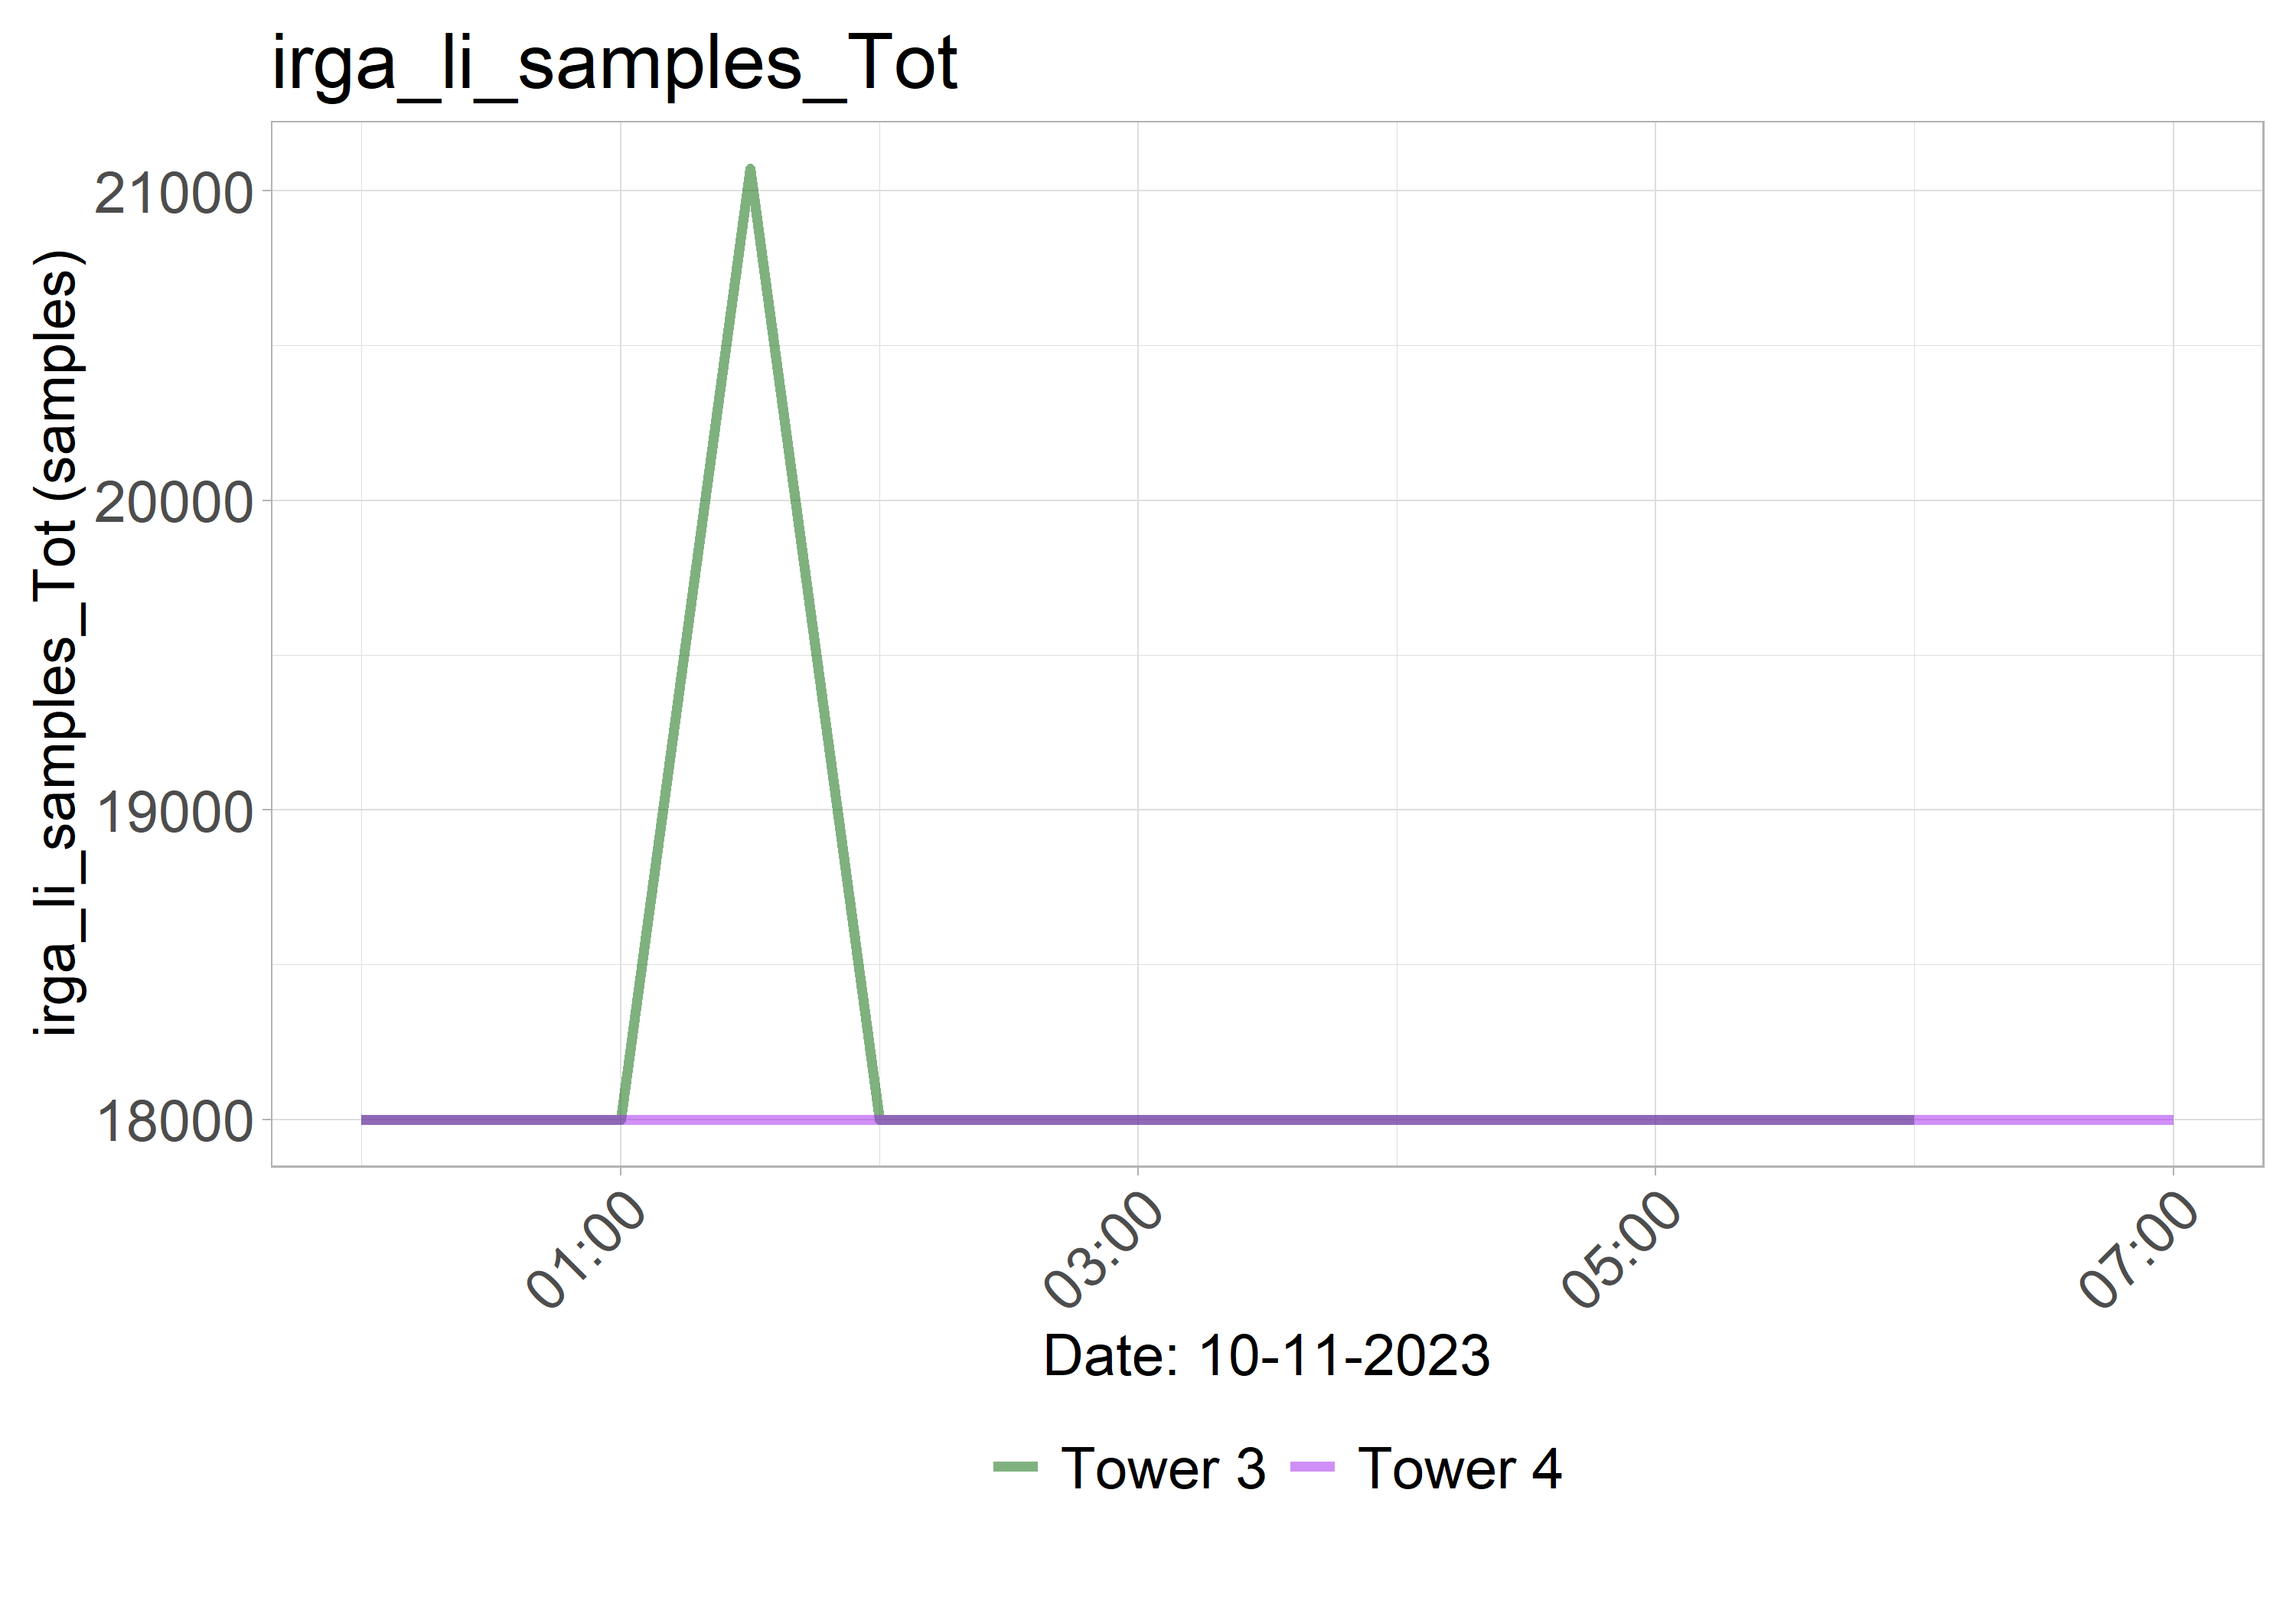 irga_li_samples_Tot
irga_li_samples_Tot (samples)
21000
20000
19000
18000
01:00
03:00
05:00
07:00
Date: 10-11-2023
Tower 3
Tower 4